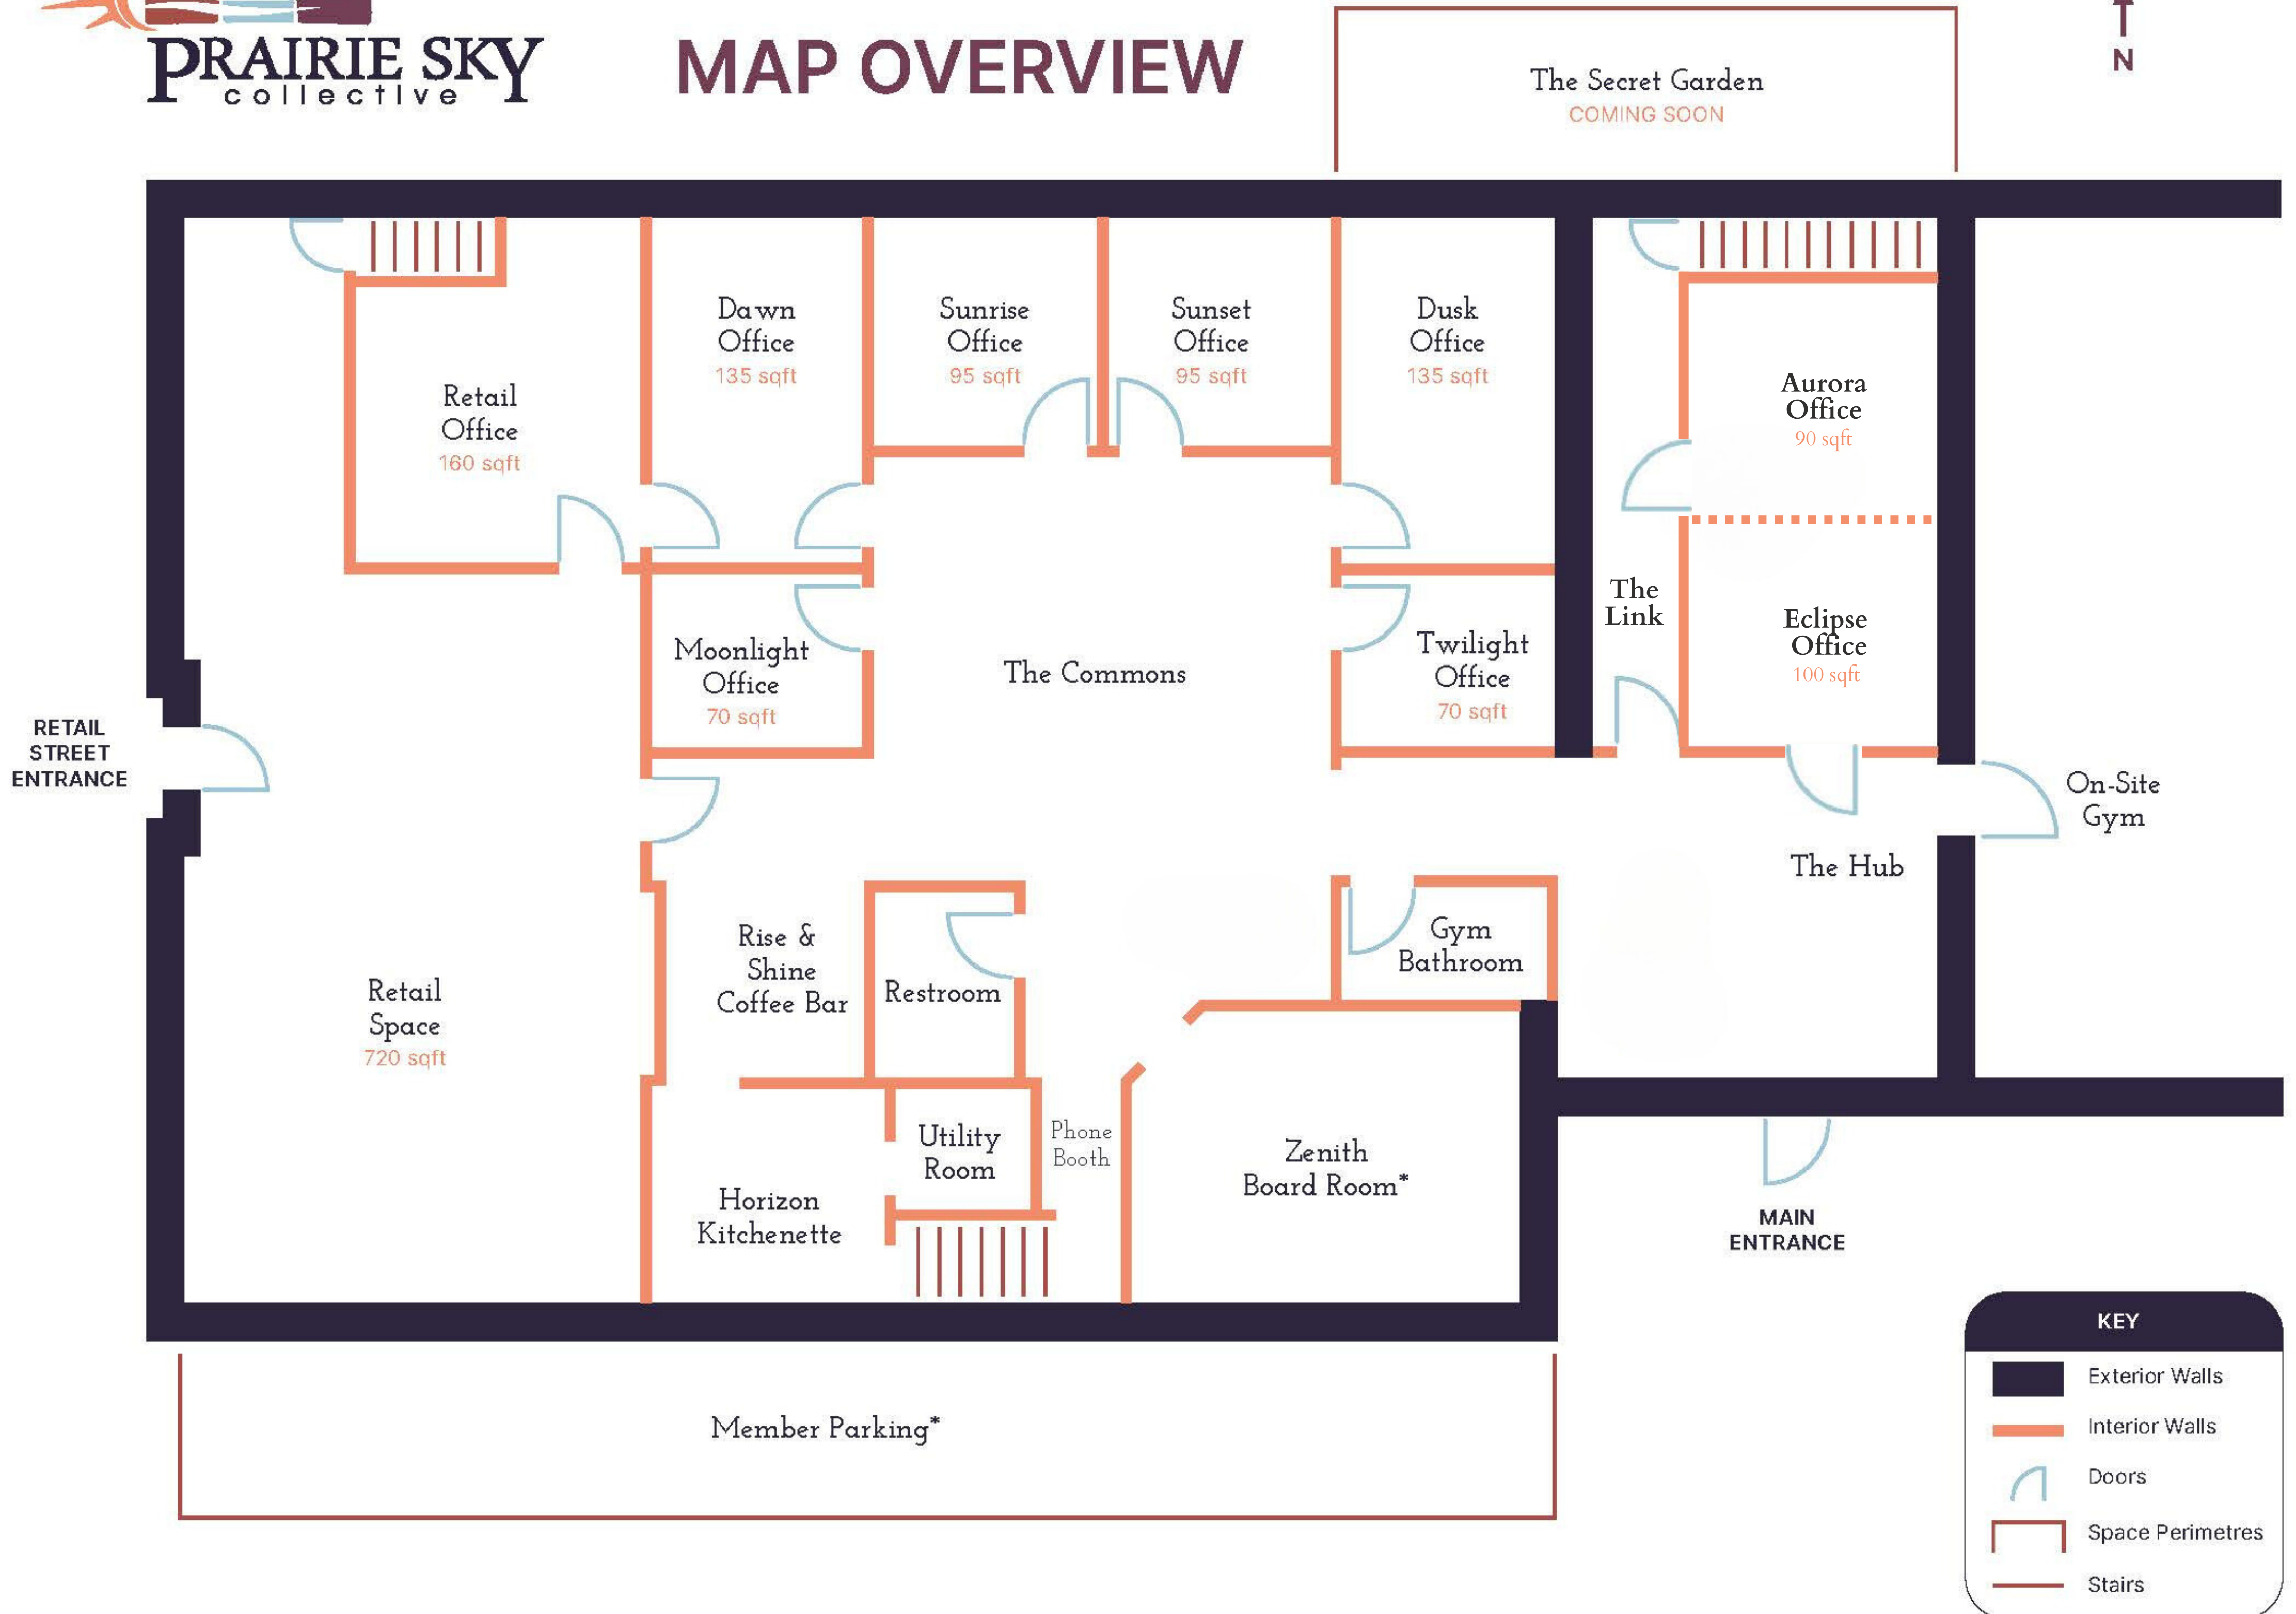 PRAIRIE SKY
collective
MAP OVERVIEW
N
The Secret Garden
COMING SOON
Retail
Office
160 sqft
Dawn
Office
135 sqft
Sunrise
Office
95 sqft
Sunset
Office
95 sqft
Dusk
Office
135 sqft
Aurora
Office
90 sqft
The
Link
Eclipse
Office
100 sqft
Moonlight
Office
70 sqft
The Commons
Twilight
Office
70 sqft
RETAIL
STREET
ENTRANCE
On-Site
Gym
The Hub
Retail
Space
720 sqft
Rise &
Shine
Coffee Bar
Restroom
Gym
Bathroom
Utility
Room
Phone
Booth
Zenith
Board Room*
Horizon
Kitchenette
MAIN
ENTRANCE
Member Parking*
KEY
Exterior Walls
Interior Walls
Doors
Space Perimetres
Stairs